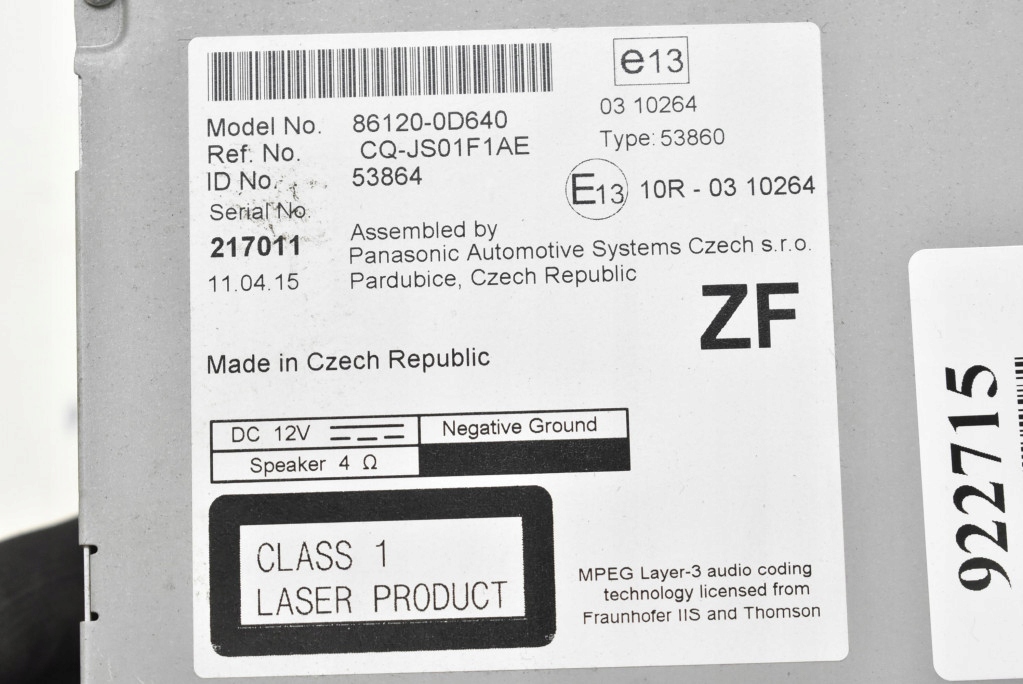 e13
03 10264
Type: 53860
Model No. 86120-0D640
Ref. No. CQ-JS01F1AE
ID No. 53864
E13 10R - 03 10264
Serial No.
217011
11.04.15
Assembled by
Panasonic Automotive Systems Czech s.r.o.
Pardubice, Czech Republic
ZF
Made in Czech Republic
DC 12V
Negative Ground
Speaker 4 Ω
CLASS 1
LASER PRODUCT
MPEG Layer-3 audio coding
technology licensed from
Fraunhofer IIS and Thomson
922715